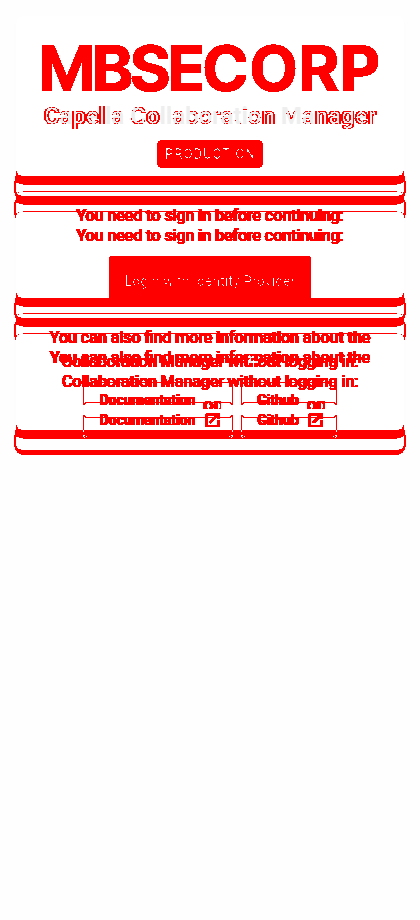 MBSECORP
Capella Collaboration Manager
PRODUCTION
You need to sign in before continuing:
You need to sign in before continuing:
Login with Identity Provider
You can also find more information about the
You can also find more information about the
Collaboration Manager without logging in:
Collaboration Manager without logging in:
Documentation Github
Documentation Github